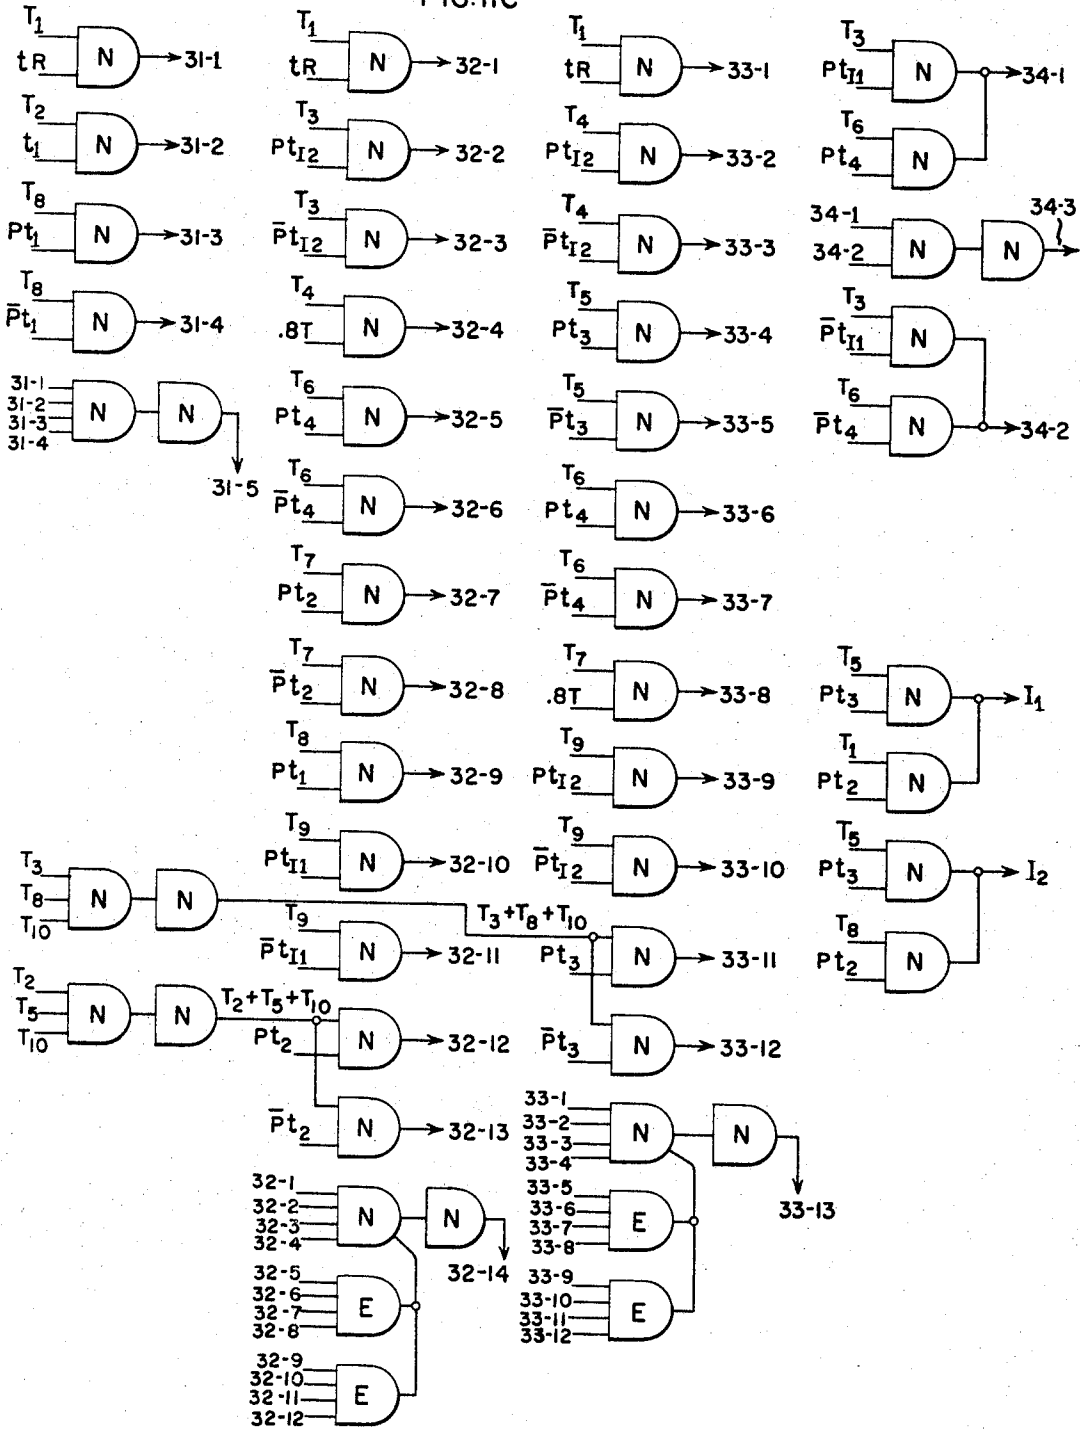 FIG.11C
T1
tR
N
31-1
T2
t1
N
31-2
T8
Pt1
N
31-3
T8
P̅t1
N
31-4
31-1
31-2
31-3
31-4
N
N
31-5
T1
tR
N
32-1
T3
PtI2
N
32-2
T3
P̅tI2
N
32-3
T4
.8T
N
32-4
T6
Pt4
N
32-5
T6
P̅t4
N
32-6
T7
Pt2
N
32-7
T7
P̅t2
N
32-8
T8
Pt1
N
32-9
T9
PtI1
N
32-10
T9
P̅tI1
N
32-11
T3
T8
T10
N
N
T3+T8+T10
T2
T5
T10
N
N
T2+T5+T10
Pt2
N
32-12
P̅t2
N
32-13
32-1
32-2
32-3
32-4
N
N
32-14
32-5
32-6
32-7
32-8
E
32-9
32-10
32-11
32-12
E
T1
tR
N
33-1
T4
PtI2
N
33-2
T4
P̅tI2
N
33-3
T5
Pt3
N
33-4
T5
P̅t3
N
33-5
T6
Pt4
N
33-6
T6
P̅t4
N
33-7
T7
.8T
N
33-8
T9
PtI2
N
33-9
T9
P̅tI2
N
33-10
Pt3
N
33-11
P̅t3
N
33-12
33-1
33-2
33-3
33-4
N
N
33-13
33-5
33-6
33-7
33-8
E
33-9
33-10
33-11
33-12
E
T3
PtI1
N
34-1
T6
Pt4
N
34-1
34-2
N
N
34-3
T3
P̅tI1
N
T6
P̅t4
N
34-2
T5
Pt3
N
I1
T1
Pt2
N
T5
Pt3
N
I2
T8
Pt2
N